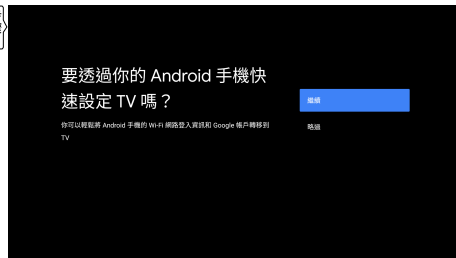 要透過你的 Android 手機快
速設定 TV 嗎？
你可以輕鬆將 Android 手機的 Wi-Fi 網路登入資訊和 Google 帳戶轉移到
TV
繼續
略過